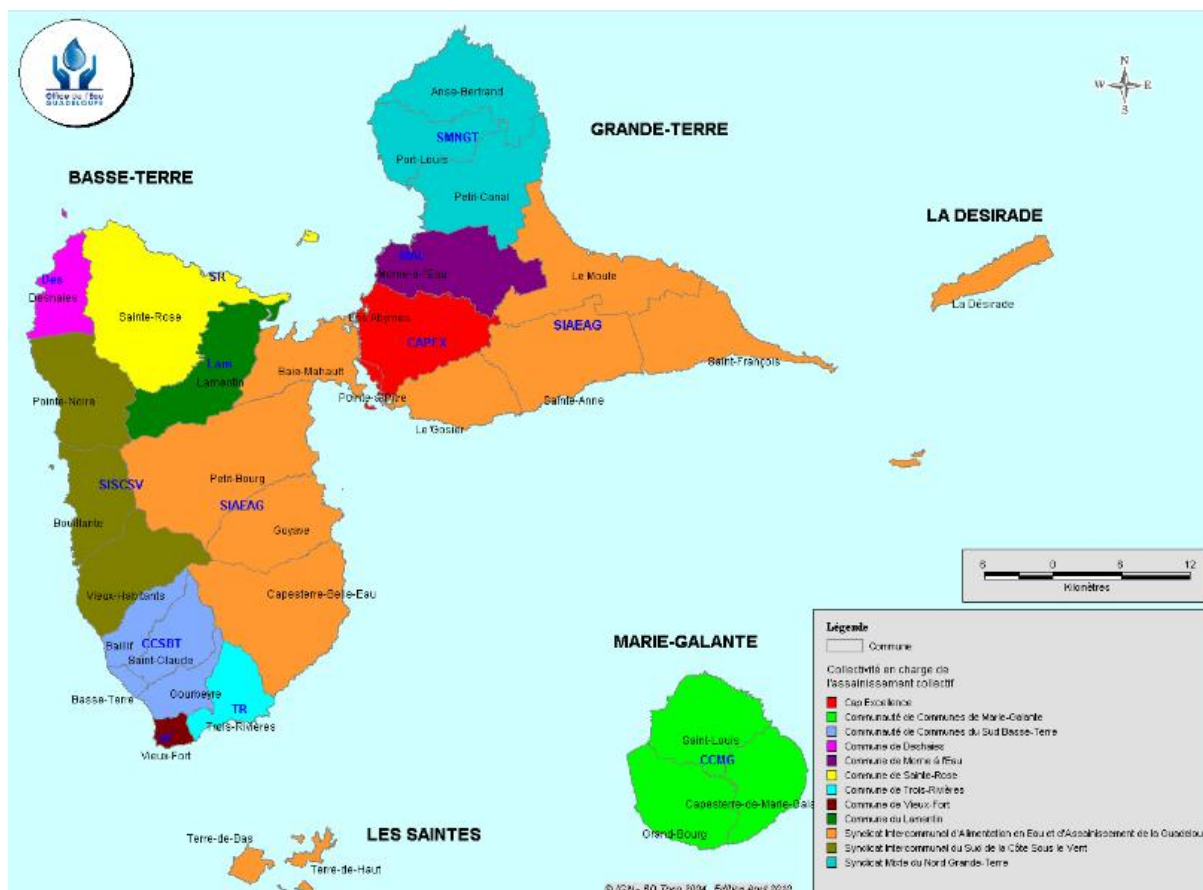 Office de l'Eau
GUADELOUPE
N
W E
S
GRANDE-TERRE
BASSE-TERRE
LA DESIRADE
Anse-Bertrand
SMNGT
Port-Louis
Petit-Canal
Morne-à-l'Eau
Le Moule
La Désirade
Des
Deshaies
SR
Sainte-Rose
Les Abymes
CAPEX
SIAEAG
Saint-François
Lam
Lamentin
Baie-Mahault
Pointe-à-Pitre
Sainte-Anne
Le Gosier
Pointe-Noire
Petit-Bourg
SISCSV
SIAEAG
Bouillante
Goyave
Vieux-Habitants
Capesterre-Belle-Eau
Baillif
CCSBT
Saint-Claude
Basse-Terre
Gourbeyre
TR
Trois-Rivières
Vieux-Fort
MARIE-GALANTE
Saint-Louis
CCMG
Capesterre-de-Marie-Gala
Grand-Bourg
LES SAINTES
Terre-de-Bas
Terre-de-Haut
6 0 6 12
Kilomètres
Légende
Commune
Collectivité en charge de
l'assainissement collectif
Cap Excellence
Communauté de Communes de Marie-Galante
Communauté de Communes du Sud Basse-Terre
Commune de Deshaies
Commune de Morne à l'Eau
Commune de Sainte-Rose
Commune de Trois-Rivières
Commune de Vieux-Fort
Commune du Lamentin
Syndicat Intercommunal d'Alimentation en Eau et d'Assainissement de la Guadelou
Syndicat Intercommunal du Sud de la Côte Sous le Vent
Syndicat Mixte du Nord Grande-Terre